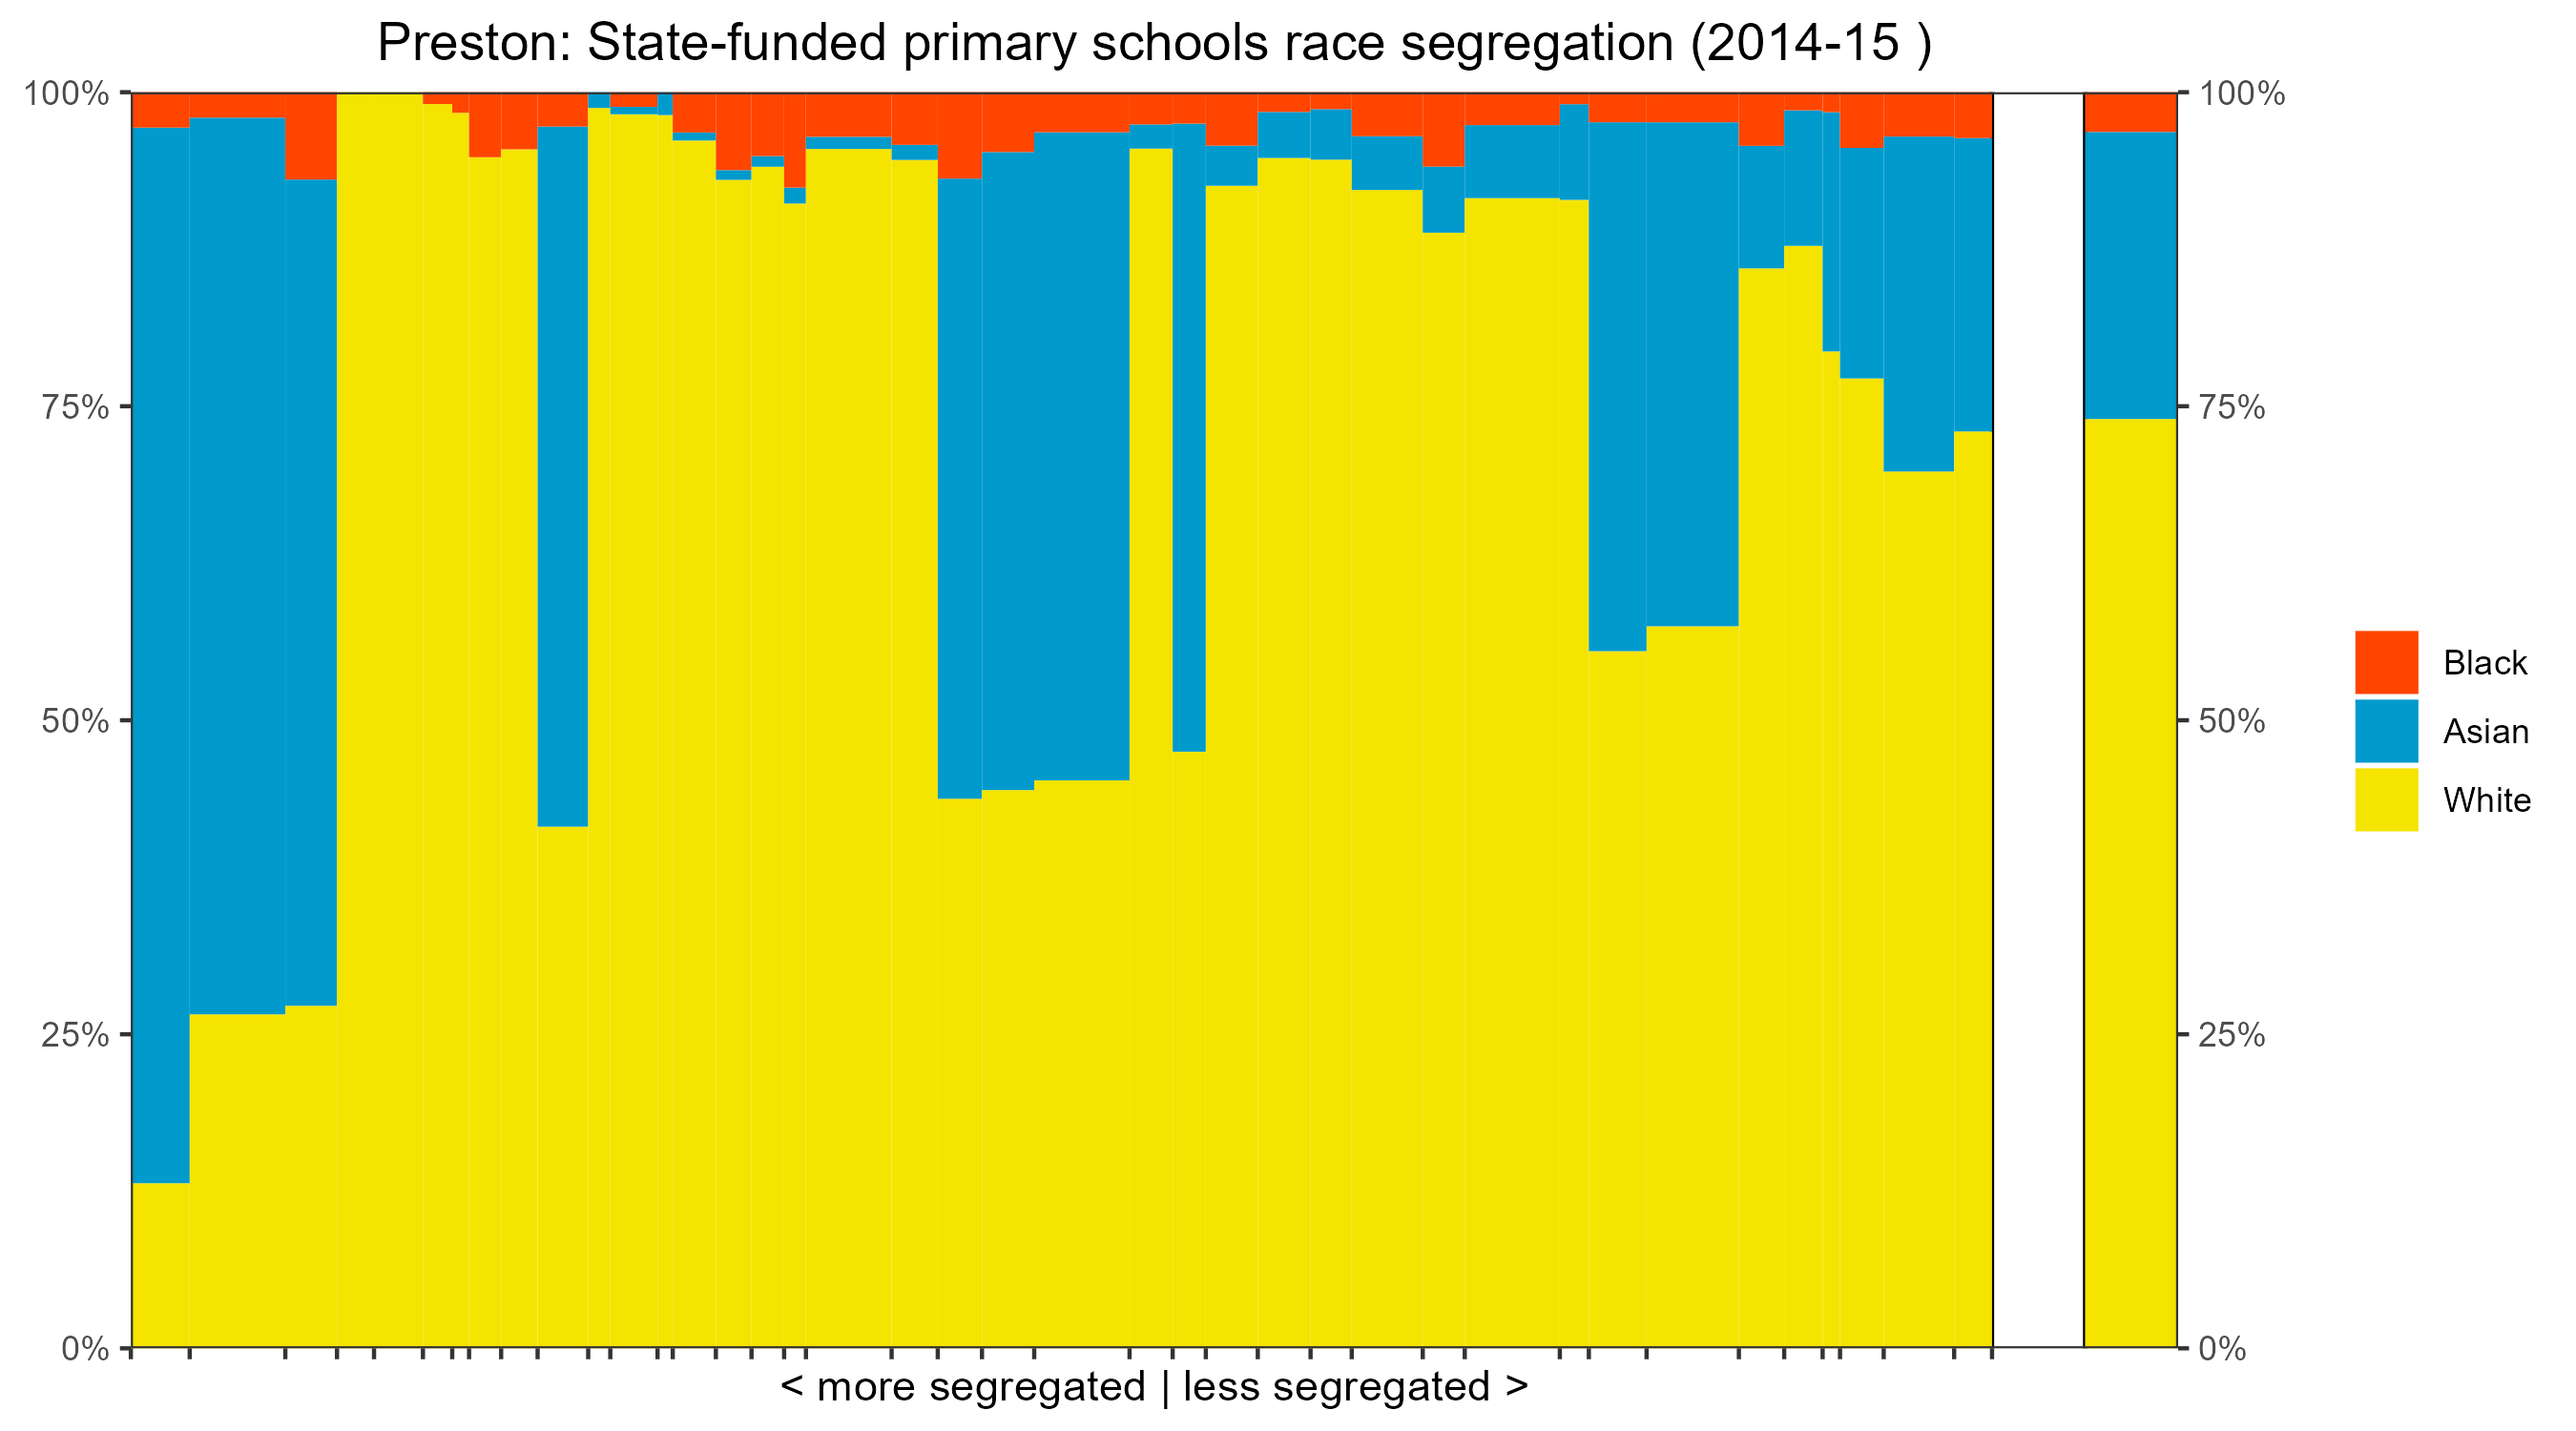 Preston: State-funded primary schools race segregation (2014-15 )
100%
75%
50%
25%
0%
100%
75%
50%
25%
0%
Black
Asian
White
< more segregated | less segregated >